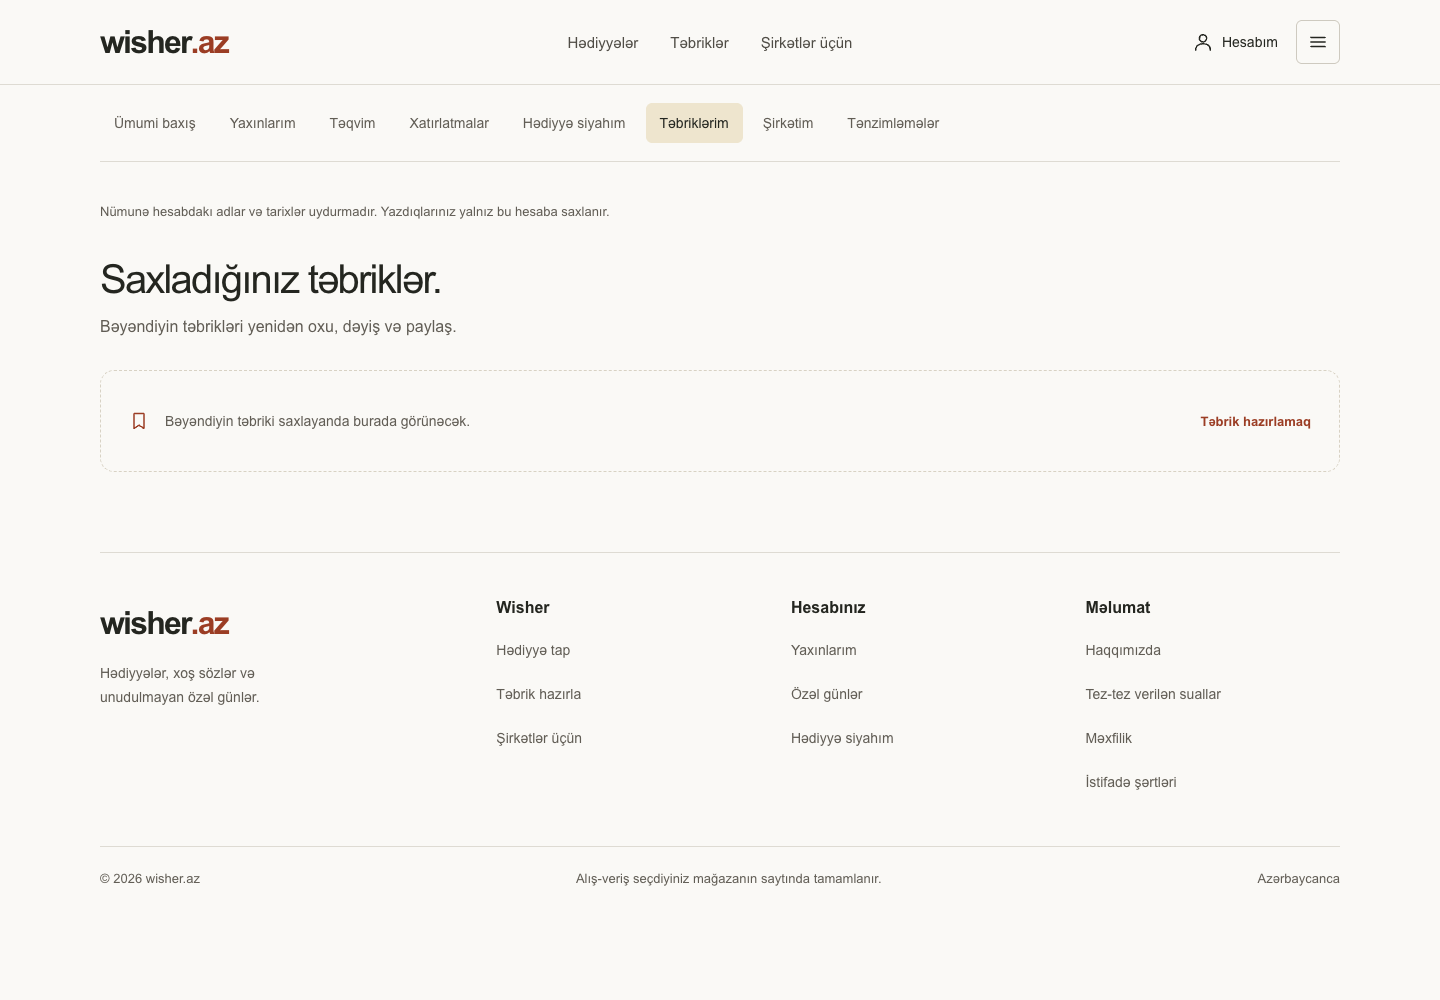 wisher.az
Hədiyyələr
Təbriklər
Şirkətlər üçün
Hesabım
Ümumi baxış
Yaxınlarım
Təqvim
Xatırlatmalar
Hədiyyə siyahım
Təbriklərim
Şirkətim
Tənzimləmələr
Nümunə hesabdakı adlar və tarixlər uydurmadır. Yazdıqlarınız yalnız bu hesaba saxlanır.
Saxladığınız təbriklər.
Bəyəndiyin təbrikləri yenidən oxu, dəyiş və paylaş.
Bəyəndiyin təbriki saxlayanda burada görünəcək.
Təbrik hazırlamaq
wisher.az
Hədiyyələr, xoş sözlər və
unudulmayan özəl günlər.
Wisher
Hədiyyə tap
Təbrik hazırla
Şirkətlər üçün
Hesabınız
Yaxınlarım
Özəl günlər
Hədiyyə siyahım
Məlumat
Haqqımızda
Tez-tez verilən suallar
Məxfilik
İstifadə şərtləri
© 2026 wisher.az
Alış-veriş seçdiyiniz mağazanın saytında tamamlanır.
Azərbaycanca